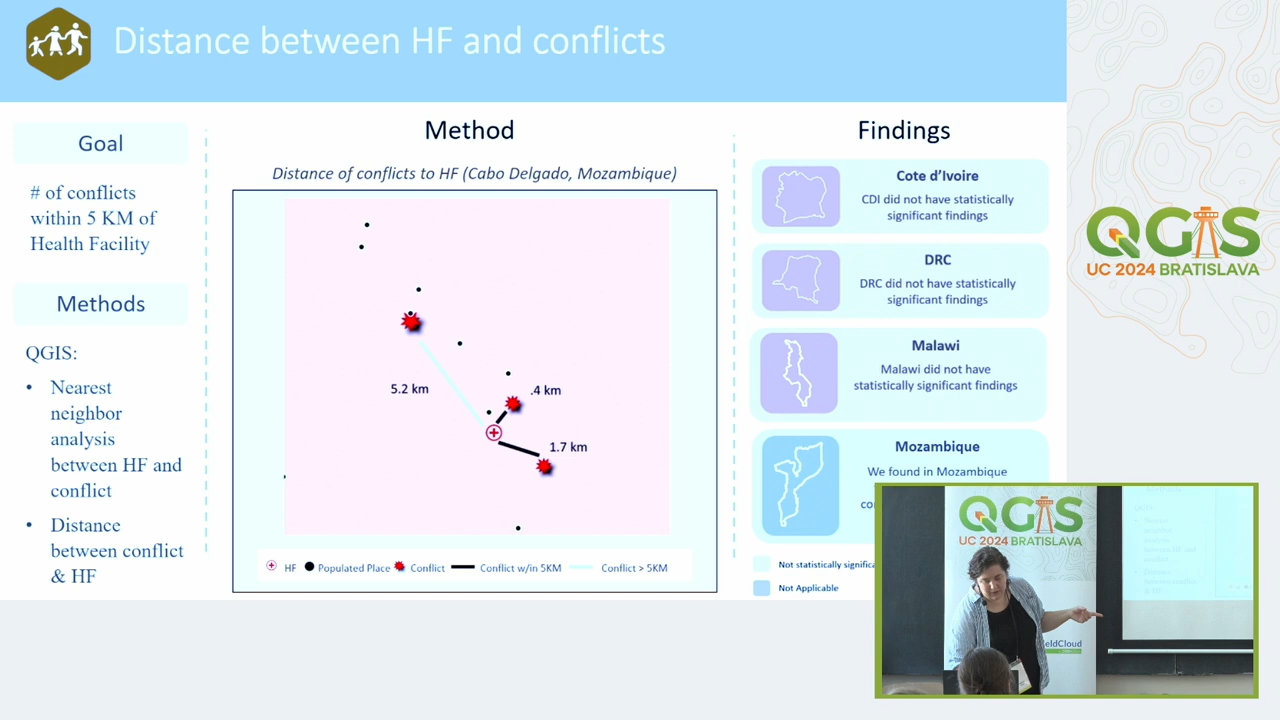 Distance between HF and conflicts
Goal
# of conflicts
within 5 KM of
Health Facility
Methods
QGIS:
• Nearest
neighbor
analysis
between HF and
conflict
• Distance
between conflict
& HF
Method
Distance of conflicts to HF (Cabo Delgado, Mozambique)
5.2 km
.4 km
1.7 km
HF
Populated Place
Conflict
Conflict w/in 5KM
Conflict > 5KM
Findings
Cote d’Ivoire
CDI did not have statistically
significant findings
DRC
DRC did not have statistically
significant findings
Malawi
Malawi did not have
statistically significant findings
Mozambique
We found in Mozambique
Not statistically
Not Applicable
QGIS
UC 2024 BRATISLAVA
QGIS
UC 2024 BRATISLAVA